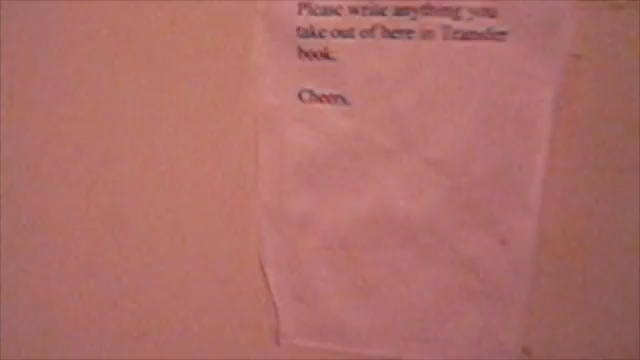 Please write anything you
take out of here in Transfer
book.
Cheers.